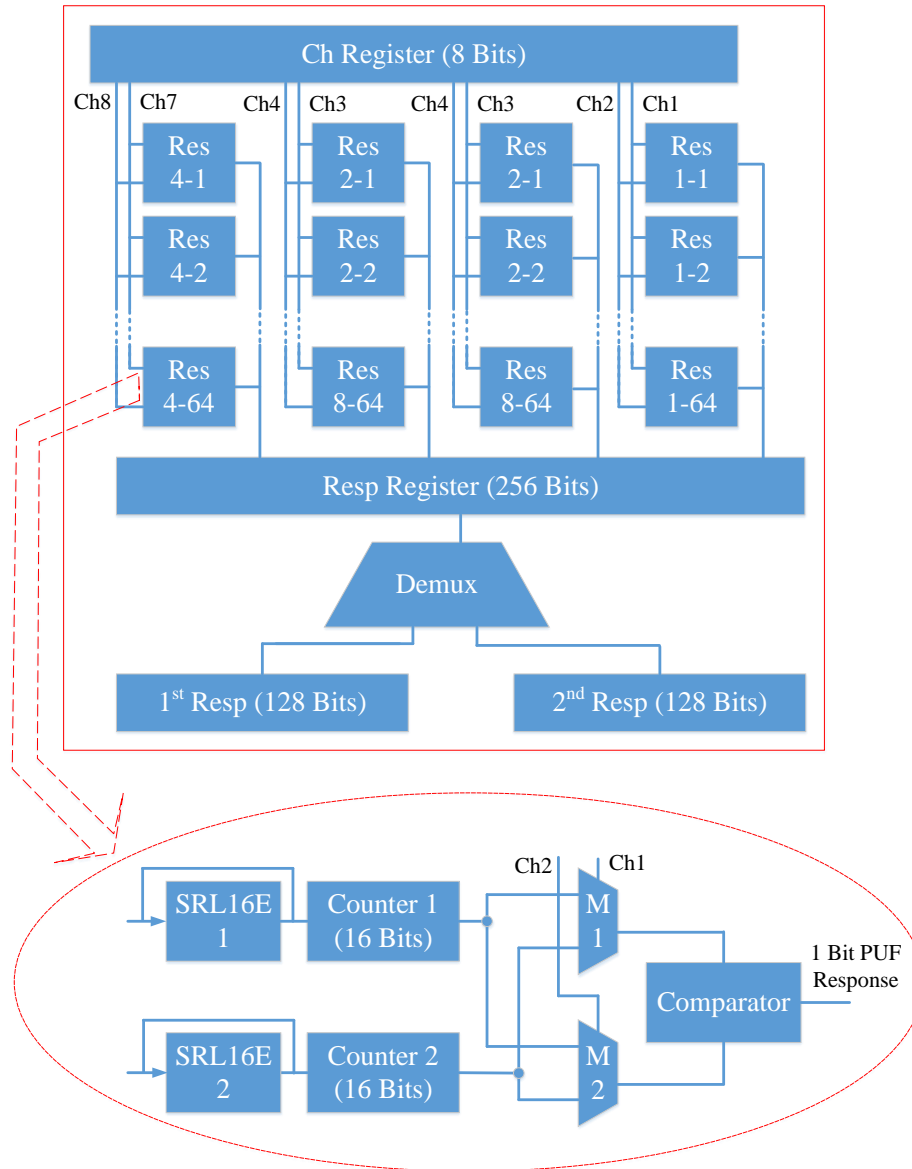 Ch Register (8 Bits)
Ch8 Ch7 Ch4 Ch3 Ch4 Ch3 Ch2 Ch1
Res 4-1
Res 2-1
Res 2-1
Res 1-1
Res 4-2
Res 2-2
Res 2-2
Res 1-2
Res 4-64
Res 8-64
Res 8-64
Res 1-64
Resp Register (256 Bits)
Demux
1st Resp (128 Bits)
2nd Resp (128 Bits)
Ch2 Ch1
SRL16E 1
Counter 1 (16 Bits)
M 1
1 Bit PUF Response
Comparator
SRL16E 2
Counter 2 (16 Bits)
M 2